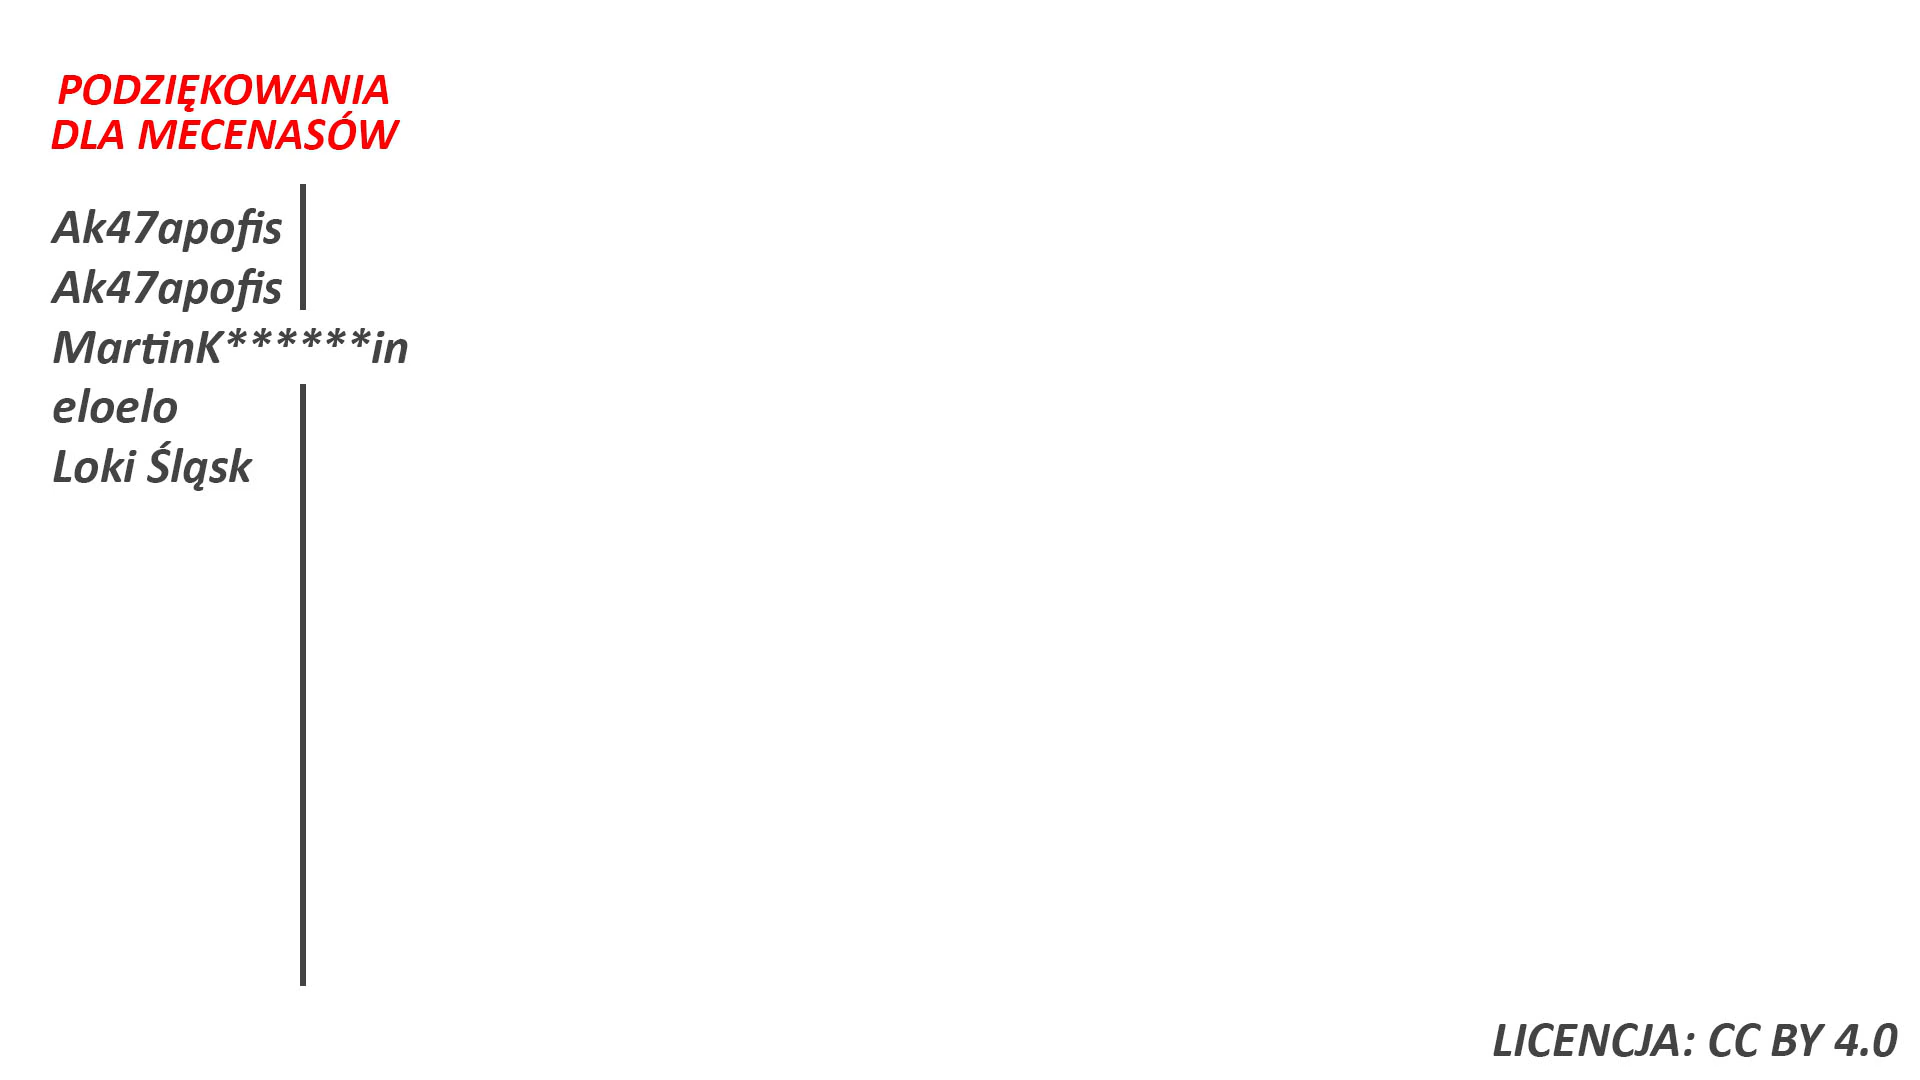 PODZIĘKOWANIA
DLA MECENASÓW
Ak47apofis
Ak47apofis
MartinK******in
eloelo
Loki Śląsk
LICENCJA: CC BY 4.0